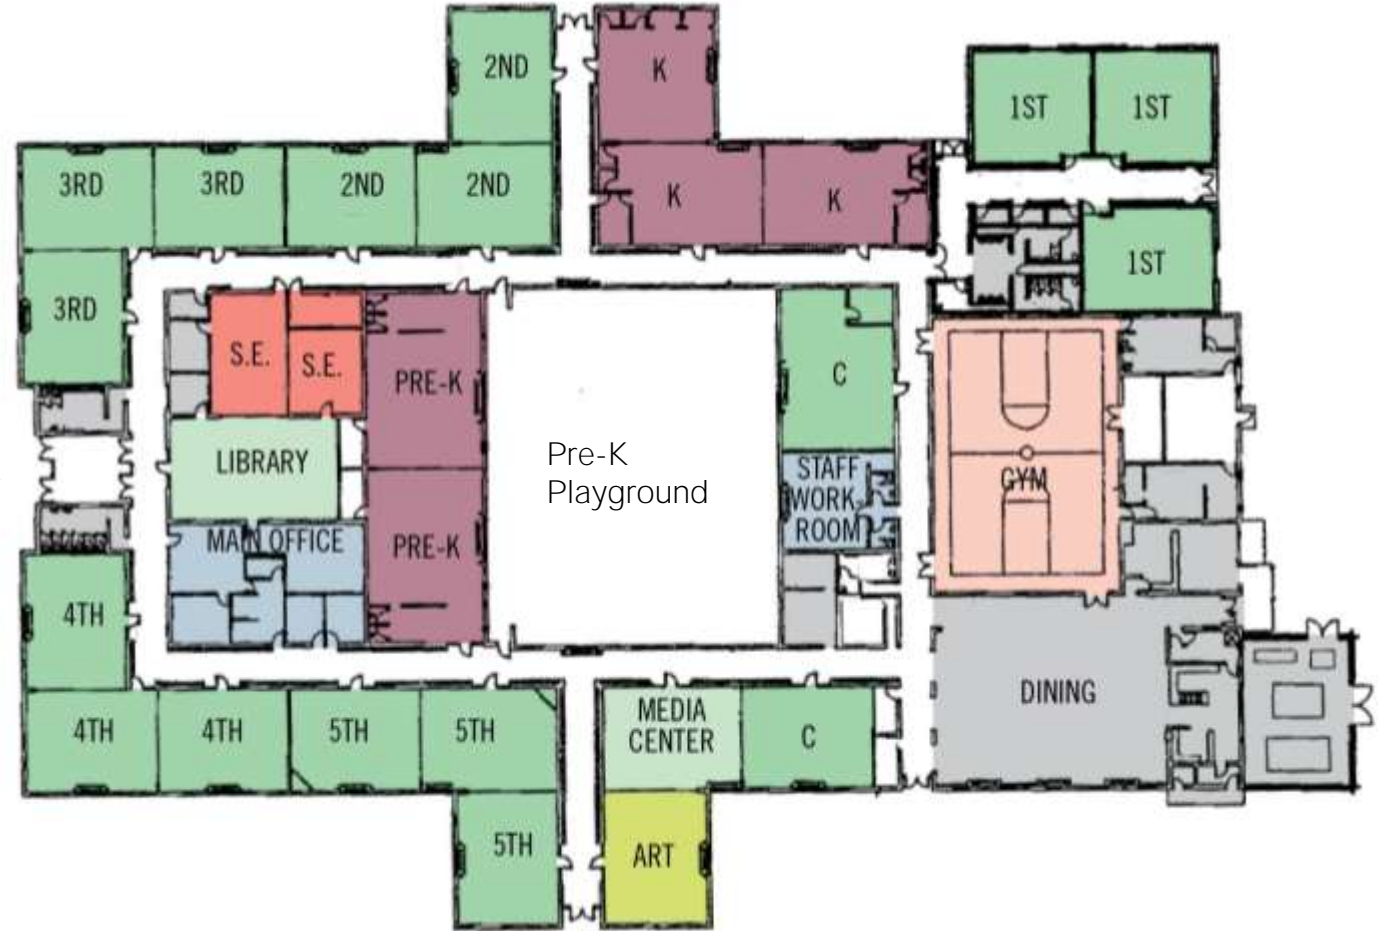 2ND
K
1ST
1ST
3RD
3RD
2ND
2ND
K
K
1ST
3RD
S.E.
S.E.
PRE-K
C
LIBRARY
Pre-K
Playground
STAFF
WORK-
ROOM
GYM
MAIN OFFICE
PRE-K
4TH
DINING
4TH
4TH
5TH
5TH
MEDIA
CENTER
C
5TH
ART